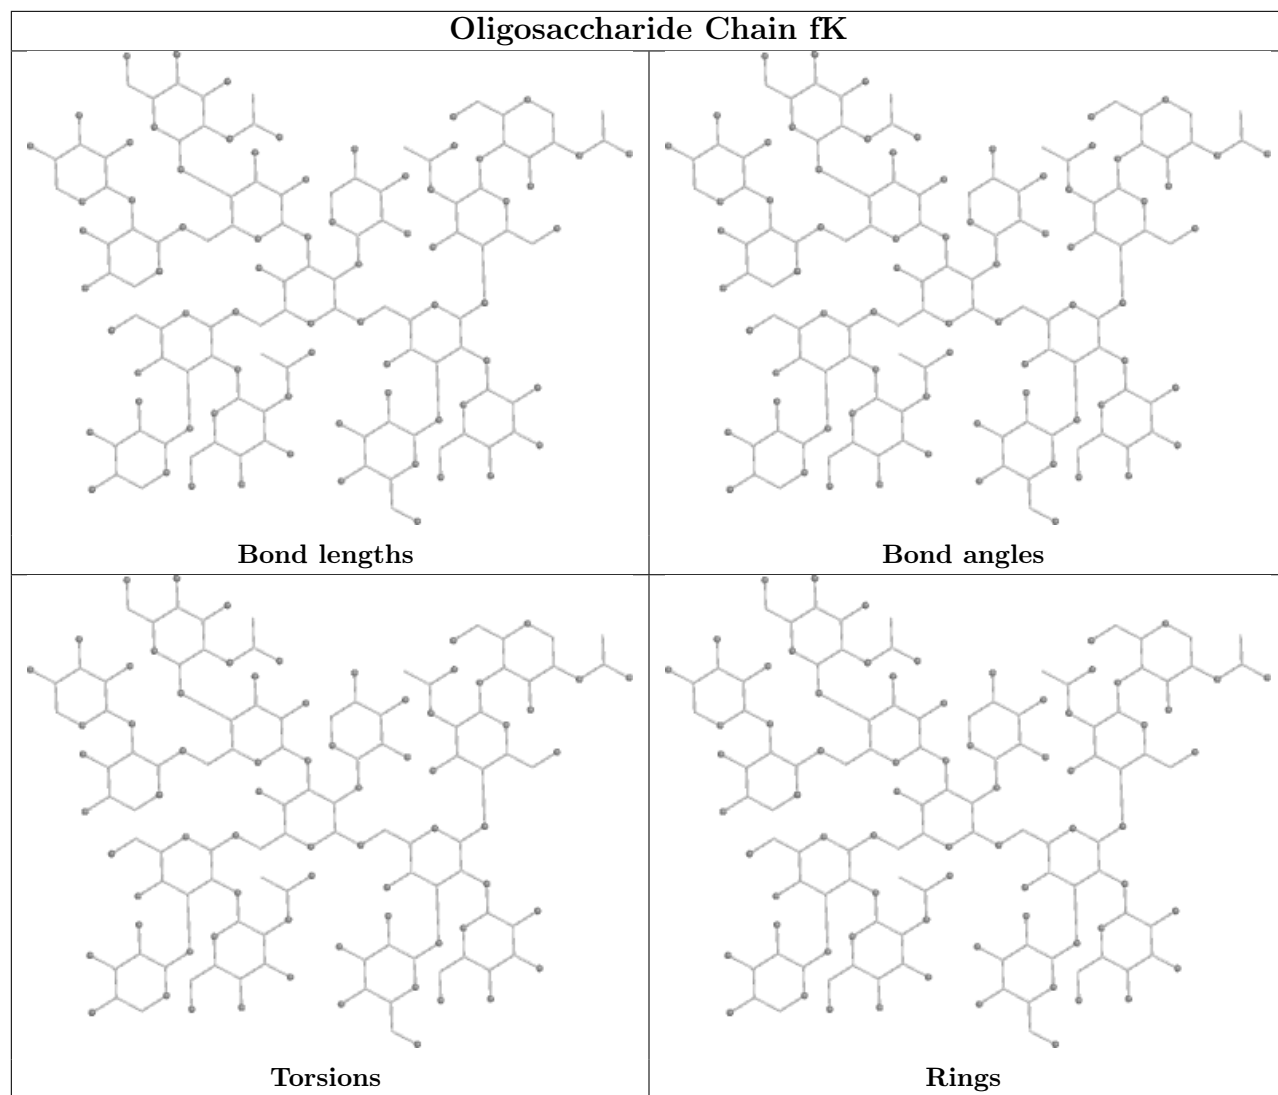 Oligosaccharide Chain fK
Bond lengths
Bond angles
Torsions
Rings